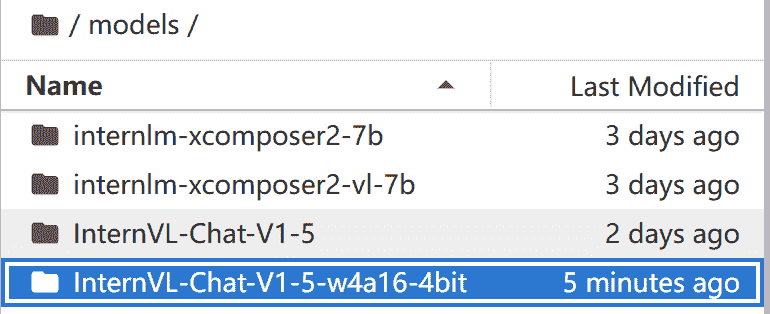 / models /
Name Last Modified
internlm-xcomposer2-7b 3 days ago
internlm-xcomposer2-vl-7b 3 days ago
InternVL-Chat-V1-5 2 days ago
InternVL-Chat-V1-5-w4a16-4bit 5 minutes ago